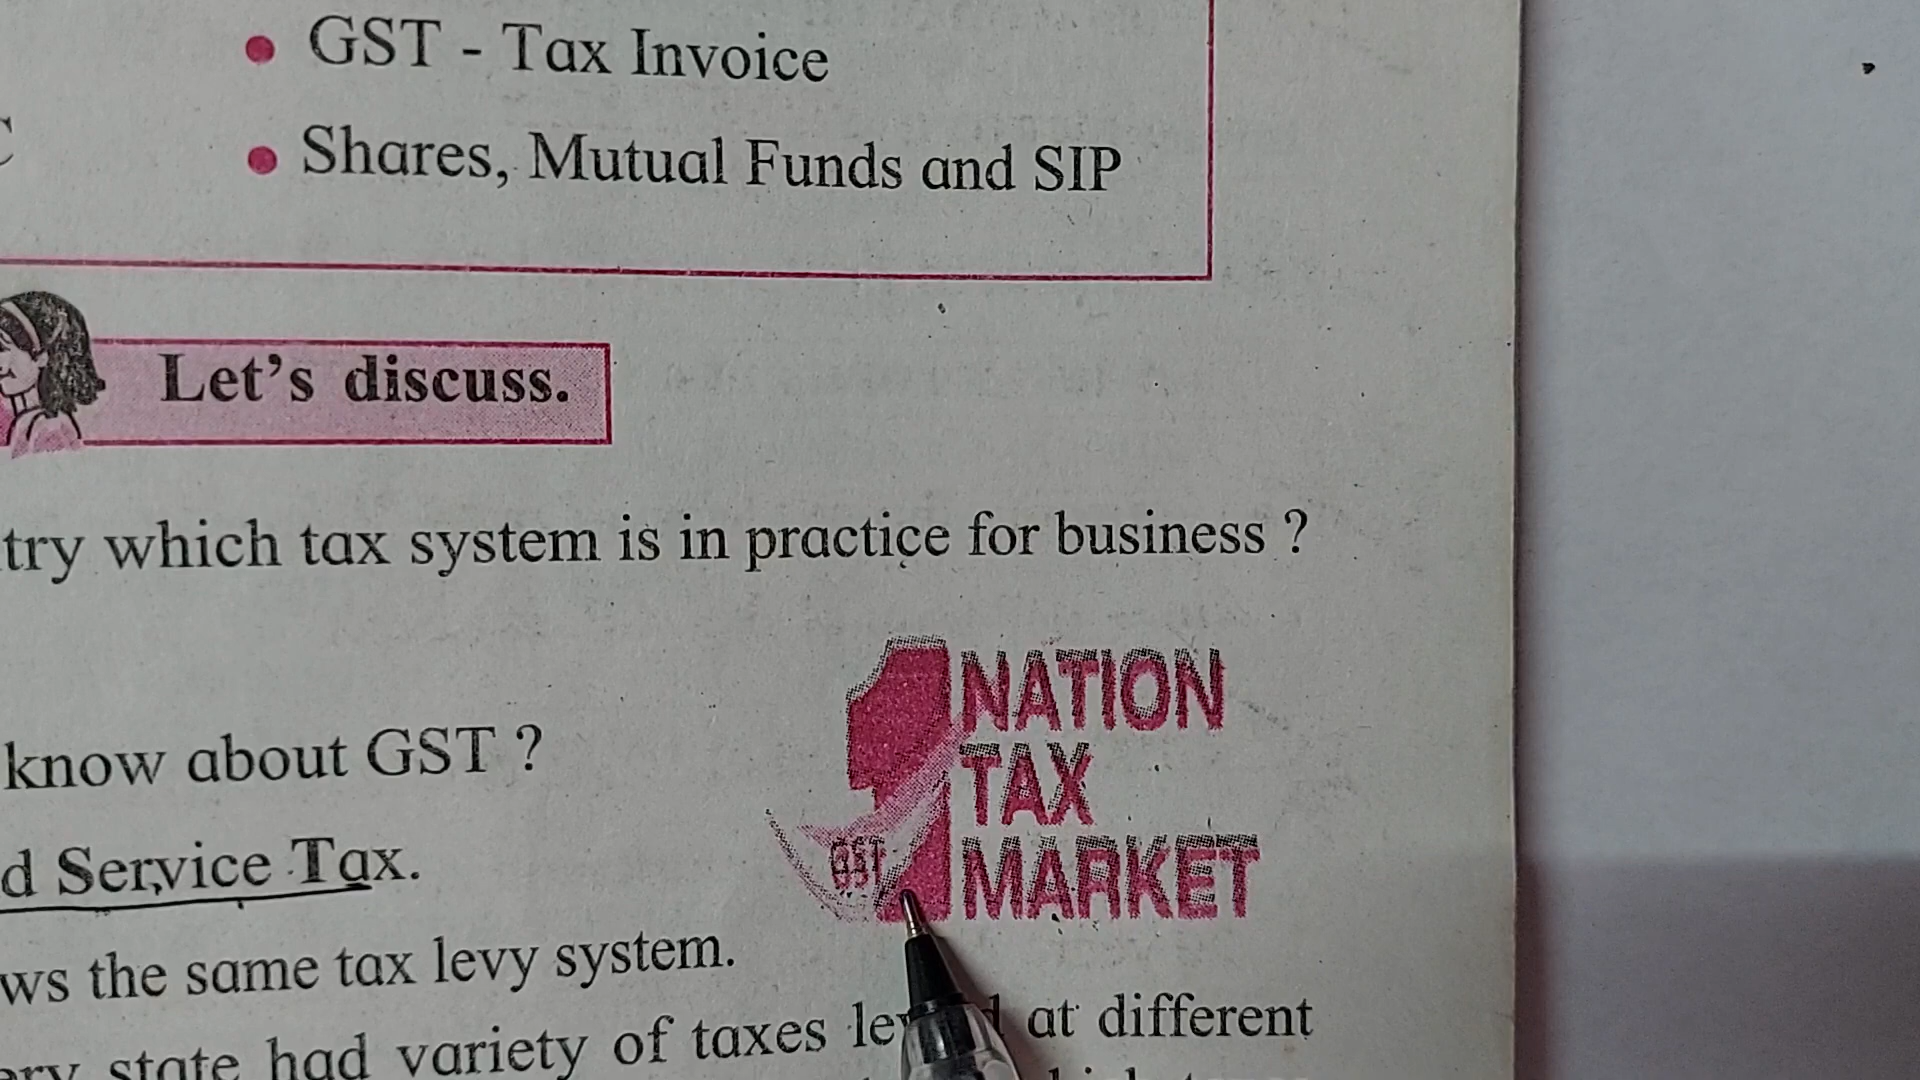 • GST - Tax Invoice
• Shares, Mutual Funds and SIP
Let's discuss.
try which tax system is in practice for business ?
know about GST ?
d Service Tax.
1 NATION
TAX
MARKET
GST
ws the same tax levy system.
ery state had variety of taxes at different